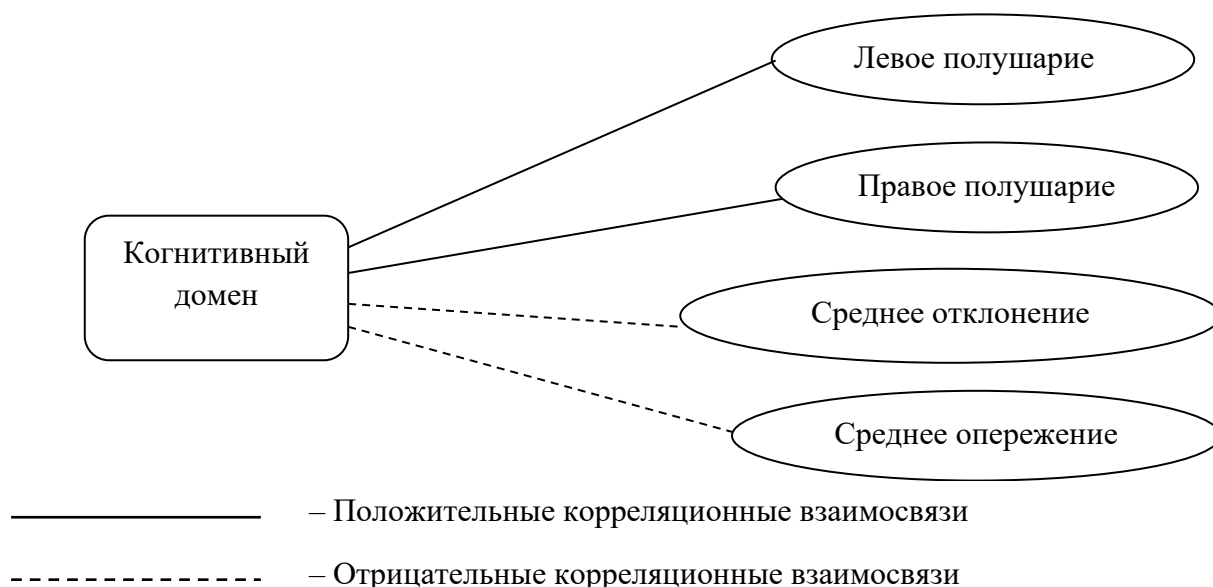 Левое полушарие
Правое полушарие
Когнитивный
домен
Среднее отклонение
Среднее опережение
– Положительные корреляционные взаимосвязи
– Отрицательные корреляционные взаимосвязи